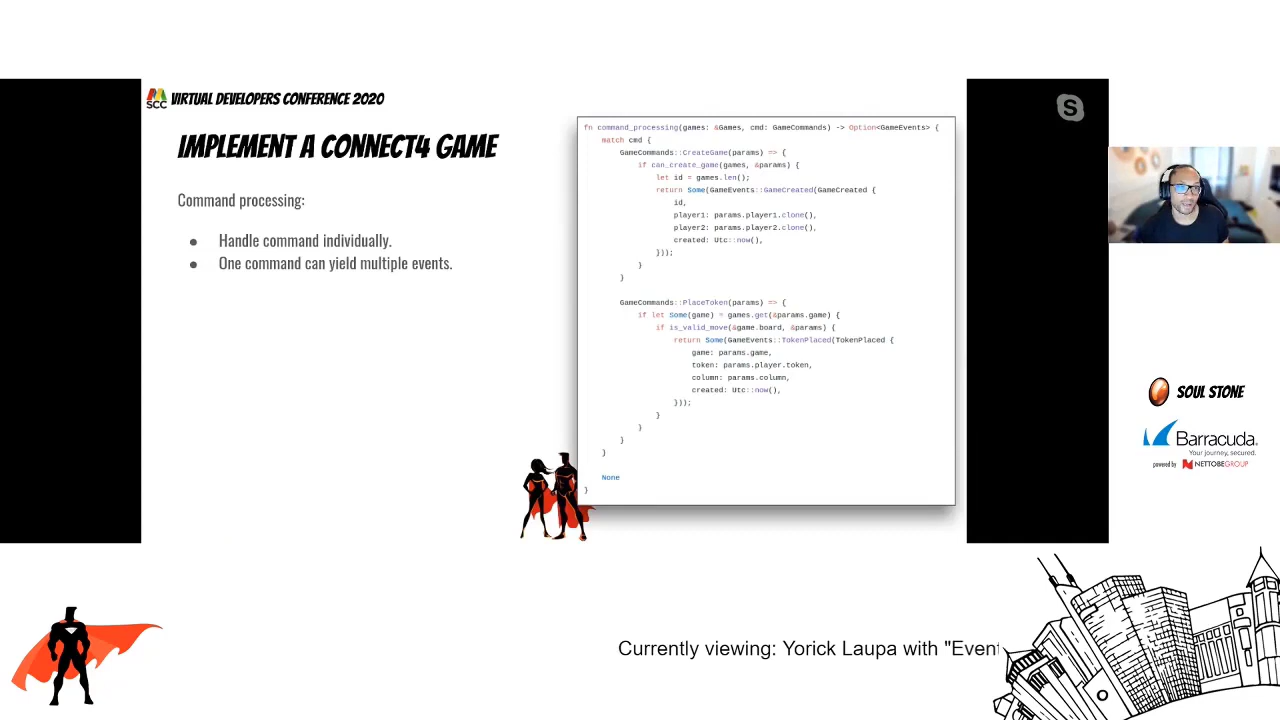 SCC VIRTUAL DEVELOPERS CONFERENCE 2020
IMPLEMENT A CONNECT4 GAME
Command processing:
● Handle command individually.
● One command can yield multiple events.
fn command_processing(games: &Games, cmd: GameCommands) -> Option<GameEvents> {
    match cmd {
        GameCommands::CreateGame(params) => {
            if can_create_game(games, &params) {
                let id = games.len();
                return Some(GameEvents::GameCreated(GameCreated {
                    id,
                    player1: params.player1.clone(),
                    player2: params.player2.clone(),
                    created: Utc::now(),
                }));
            }
        }

        GameCommands::PlaceToken(params) => {
            if let Some(game) = games.get(&params.game) {
                if is_valid_move(&game.board, &params) {
                    return Some(GameEvents::TokenPlaced(TokenPlaced {
                        game: params.game,
                        token: params.player.token,
                        column: params.column,
                        created: Utc::now(),
                    }));
                }
            }
        }
    }

    None
}
S
SOUL STONE
Barracuda.
Your journey, secured.
powered by NETTOBEGROUP
Currently viewing: Yorick Laupa with "Event